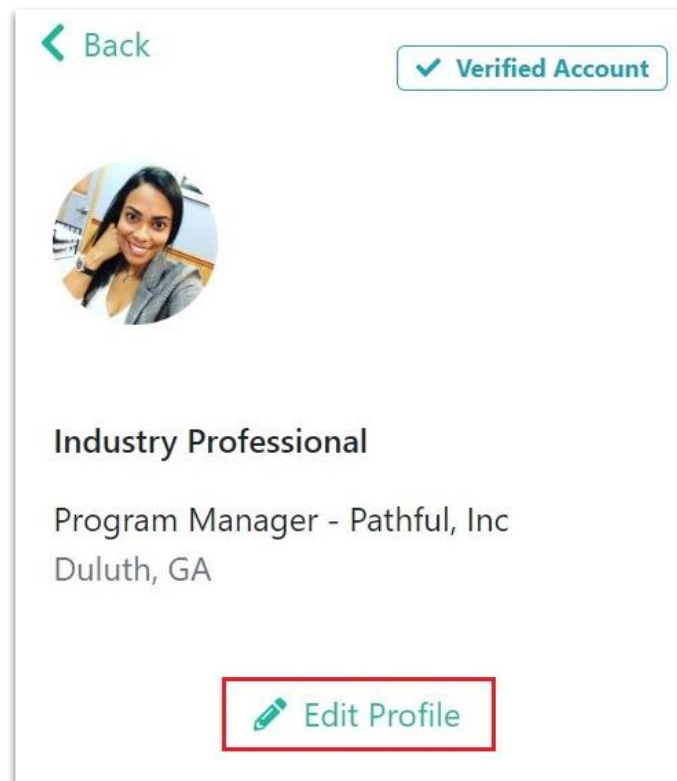 Back
Verified Account
Industry Professional
Program Manager - Pathful, Inc
Duluth, GA
Edit Profile